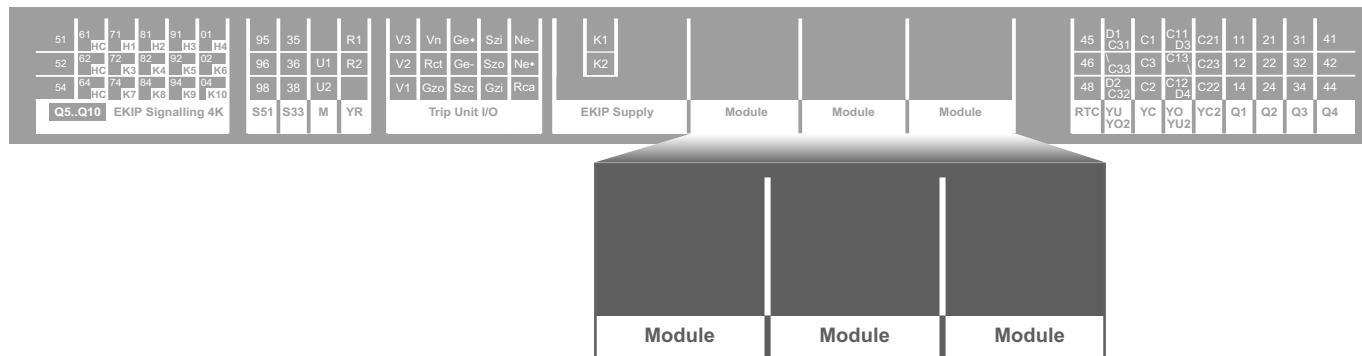 51 61 HC 71 H1 81 H2 91 H3 01 H4
52 62 HC 72 K3 82 K4 92 K5 02 K6
54 64 HC 74 K7 84 K8 94 K9 04 K10
Q5..Q10 EKIP Signalling 4K
95 35 R1
96 36 U1 R2
98 38 U2
S51 S33 M YR
V3 Vn Ge• Szi Ne-
V2 Rct Ge- Szo Ne•
V1 Gzo Szc Gzi Rca
Trip Unit I/O
K1
K2
EKIP Supply
Module Module Module
45 D1 C31 C1 C11 D3 C21 11 21 31 41
46 \ C33 C3 C13 \ C23 12 22 32 42
48 D2 C32 C2 C12 D4 C22 14 24 34 44
RTC YU YO2 YC YO YU2 YC2 Q1 Q2 Q3 Q4
Module Module Module